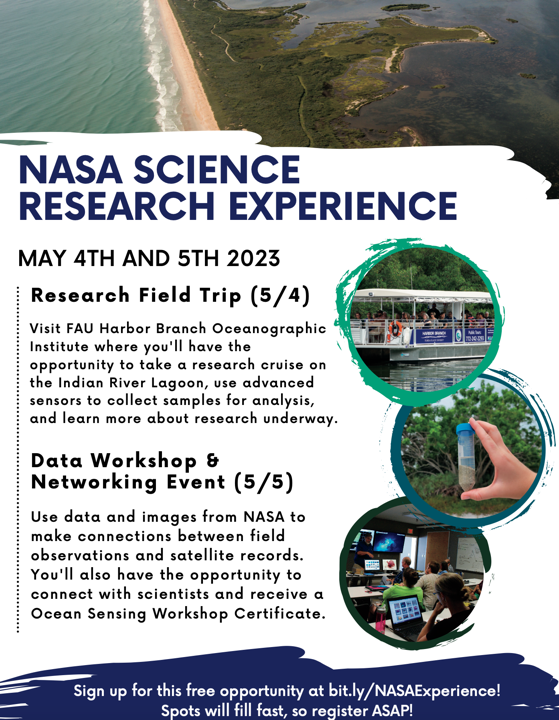 NASA SCIENCE
RESEARCH EXPERIENCE
MAY 4TH AND 5TH 2023
Research Field Trip (5/4)
Visit FAU Harbor Branch Oceanographic
Institute where you'll have the
opportunity to take a research cruise on
the Indian River Lagoon, use advanced
sensors to collect samples for analysis,
and learn more about research underway.
HARBOR BRANCH
Data Workshop &
Networking Event (5/5)
Use data and images from NASA to
make connections between field
observations and satellite records.
You'll also have the opportunity to
connect with scientists and receive a
Ocean Sensing Workshop Certificate.
Sign up for this free opportunity at bit.ly/NASAExperience!
Spots will fill fast, so register ASAP!